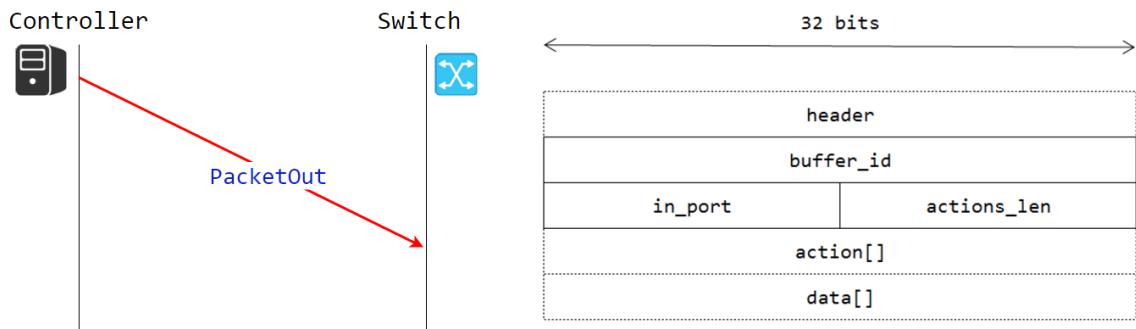 Controller
Switch
PacketOut
32 bits
header
buffer_id
in_port
actions_len
action[]
data[]